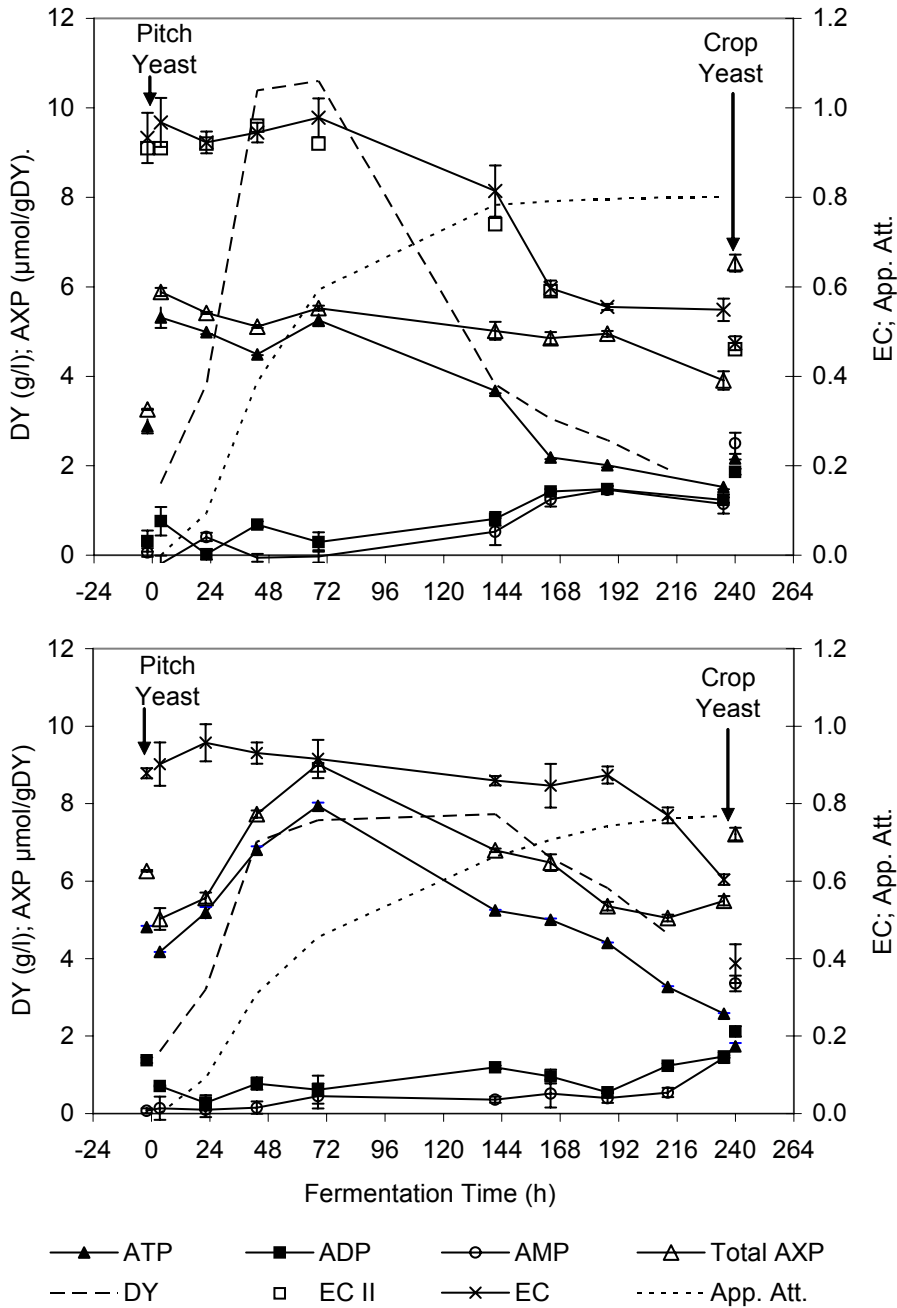 12
10
8
6
4
2
0
DY (g/l); AXP (µmol/gDY).
Pitch
Yeast
Crop
Yeast
1.2
1.0
0.8
0.6
0.4
0.2
0.0
EC; App. Att.
-24 0 24 48 72 96 120 144 168 192 216 240 264
12
10
8
6
4
2
0
DY (g/l); AXP µmol/gDY)
Pitch
Yeast
Crop
Yeast
1.2
1.0
0.8
0.6
0.4
0.2
0.0
EC; App. Att.
-24 0 24 48 72 96 120 144 168 192 216 240 264
Fermentation Time (h)
ATP ADP AMP Total AXP
DY EC II EC App. Att.